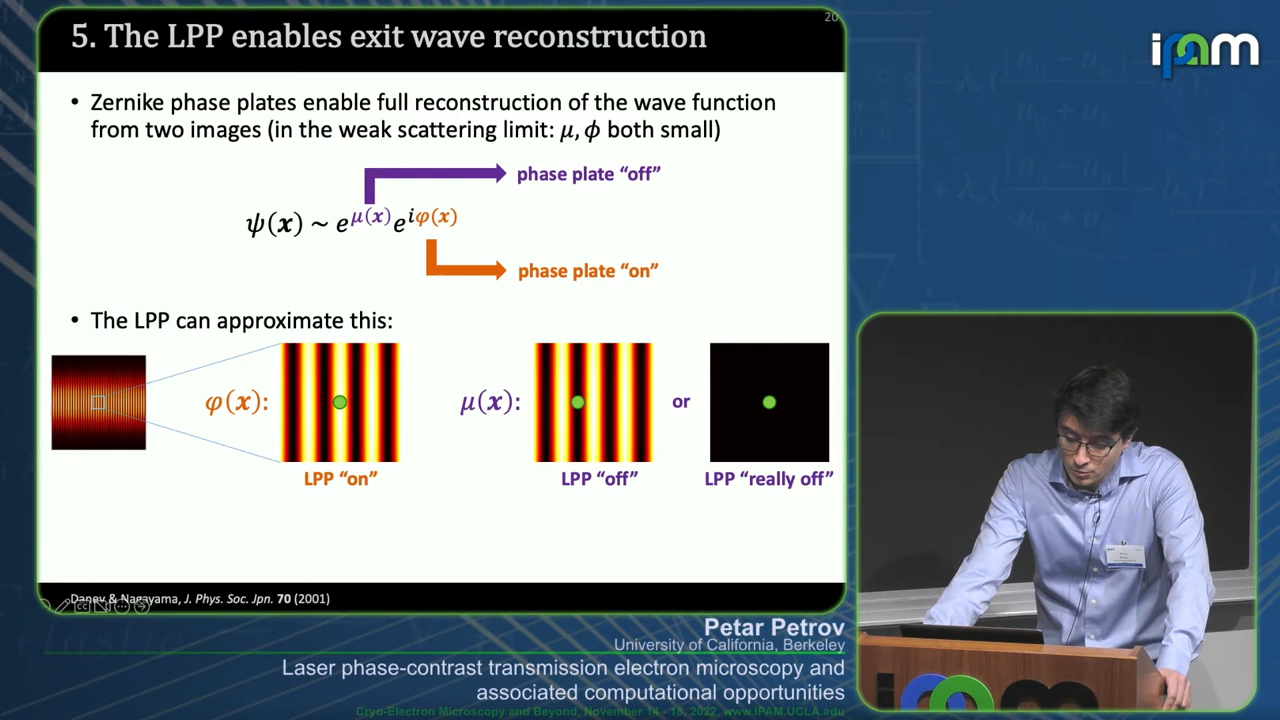 20
5. The LPP enables exit wave reconstruction
• Zernike phase plates enable full reconstruction of the wave function
from two images (in the weak scattering limit: μ, ϕ both small)
phase plate “off”
ψ(x) ~ e^μ(x) e^iφ(x)
phase plate “on”
• The LPP can approximate this:
φ(x):
μ(x):
or
LPP “on”
LPP “off”
LPP “really off”
Danev & Nagayama, J. Phys. Soc. Jpn. 70 (2001)
ipam
Petar Petrov
University of California, Berkeley
Laser phase-contrast transmission electron microscopy and
associated computational opportunities
Cryo-Electron Microscopy and Beyond, November 14 - 18, 2022, www.IPAM.UCLA.edu